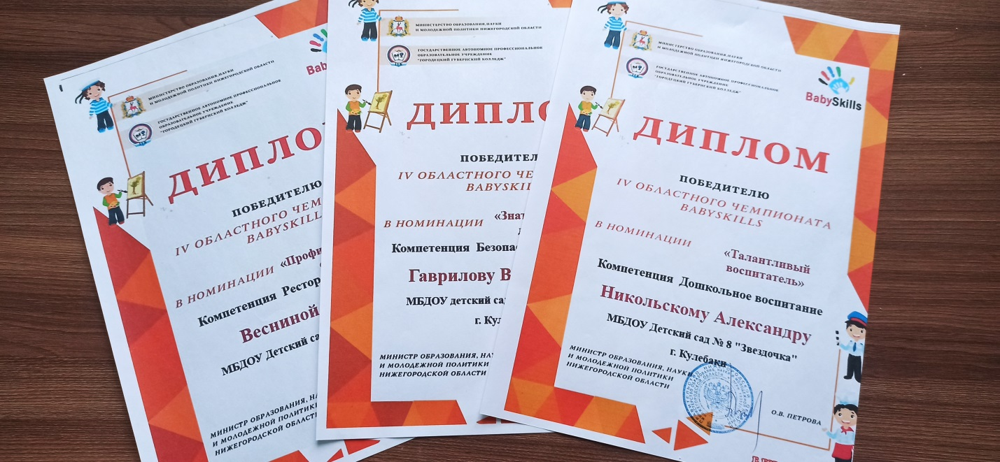 МИНИСТЕРСТВО ОБРАЗОВАНИЯ, НАУКИ
И МОЛОДЕЖНОЙ ПОЛИТИКИ НИЖЕГОРОДСКОЙ ОБЛАСТИ
ГОСУДАРСТВЕННОЕ АВТОНОМНОЕ ПРОФЕССИОНАЛЬНОЕ
ОБРАЗОВАТЕЛЬНОЕ УЧРЕЖДЕНИЕ
"ГОРОДЕЦКИЙ ГУБЕРНСКИЙ КОЛЛЕДЖ"
Bab
ДИПЛО
ПОБЕДИТЕЛЮ
IV ОБЛАСТНОГО ЧЕМ
BABYSKILL
В НОМИНАЦИИ «Профи
Компетенция Рестор
Весниной
МБДОУ Детский са
МИНИСТР ОБРАЗОВАНИЯ, НА
И МОЛОДЕЖНОЙ ПОЛИТИК
НИЖЕГОРОДСКОЙ ОБЛАСТ
МИНИСТЕРСТВО ОБРАЗОВАНИЯ, НАУКИ
И МОЛОДЕЖНОЙ ПОЛИТИКИ НИЖЕГОРОДСКОЙ ОБЛАСТИ
ГОСУДАРСТВЕННОЕ АВТОНОМНОЕ ПРОФЕССИОНАЛЬНОЕ
ОБРАЗОВАТЕЛЬНОЕ УЧРЕЖДЕНИЕ
"ГОРОДЕЦКИЙ ГУБЕРНСКИЙ КОЛЛЕДЖ"
ДИПЛО
ПОБЕДИТЕЛ
IV ОБЛАСТНОГО ЧЕ
BABYSKI
В НОМИНАЦИИ «Знат
Компетенция Безопас
Гаврилову В
МБДОУ детский сад
г. Кул
МИНИСТР ОБРАЗОВАНИЯ, НАУ
И МОЛОДЕЖНОЙ ПОЛИТИКИ
НИЖЕГОРОДСКОЙ ОБЛАСТИ
МИНИСТЕРСТВО ОБРАЗОВАНИЯ, НАУКИ
И МОЛОДЕЖНОЙ ПОЛИТИКИ НИЖЕГОРОДСКОЙ ОБЛАСТИ
ГОСУДАРСТВЕННОЕ АВТОНОМНОЕ ПРОФЕССИОНАЛЬНОЕ
ОБРАЗОВАТЕЛЬНОЕ УЧРЕЖДЕНИЕ
"ГОРОДЕЦКИЙ ГУБЕРНСКИЙ КОЛЛЕДЖ"
BabySkills
ДИПЛОМ
ПОБЕДИТЕЛЮ
IV ОБЛАСТНОГО ЧЕМПИОНАТА
BABYSKILLS
В НОМИНАЦИИ «Талантливый
воспитатель»
Компетенция Дошкольное воспитание
Никольскому Александру
МБДОУ Детский сад № 8 "Звездочка"
г. Кулебаки
МИНИСТР ОБРАЗОВАНИЯ, НАУКИ
И МОЛОДЕЖНОЙ ПОЛИТИКИ
НИЖЕГОРОДСКОЙ ОБЛАСТИ
О.В. ПЕТРОВА